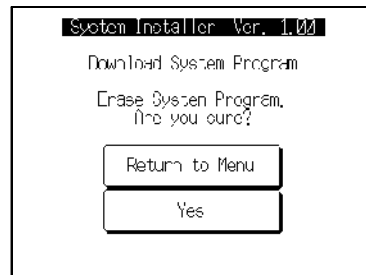 System Installer Ver. 1.00
Download System Program
Erase System Program.
Are you sure?
Return to Menu
Yes